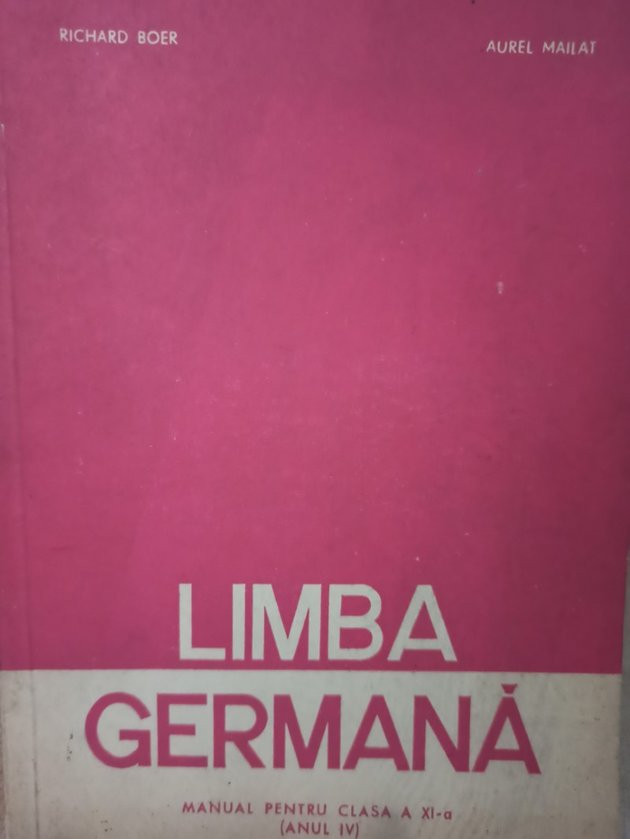 RICHARD BOER
AUREL MAILAT
LIMBA
GERMANĂ
MANUAL PENTRU CLASA A XI-a
(ANUL IV)